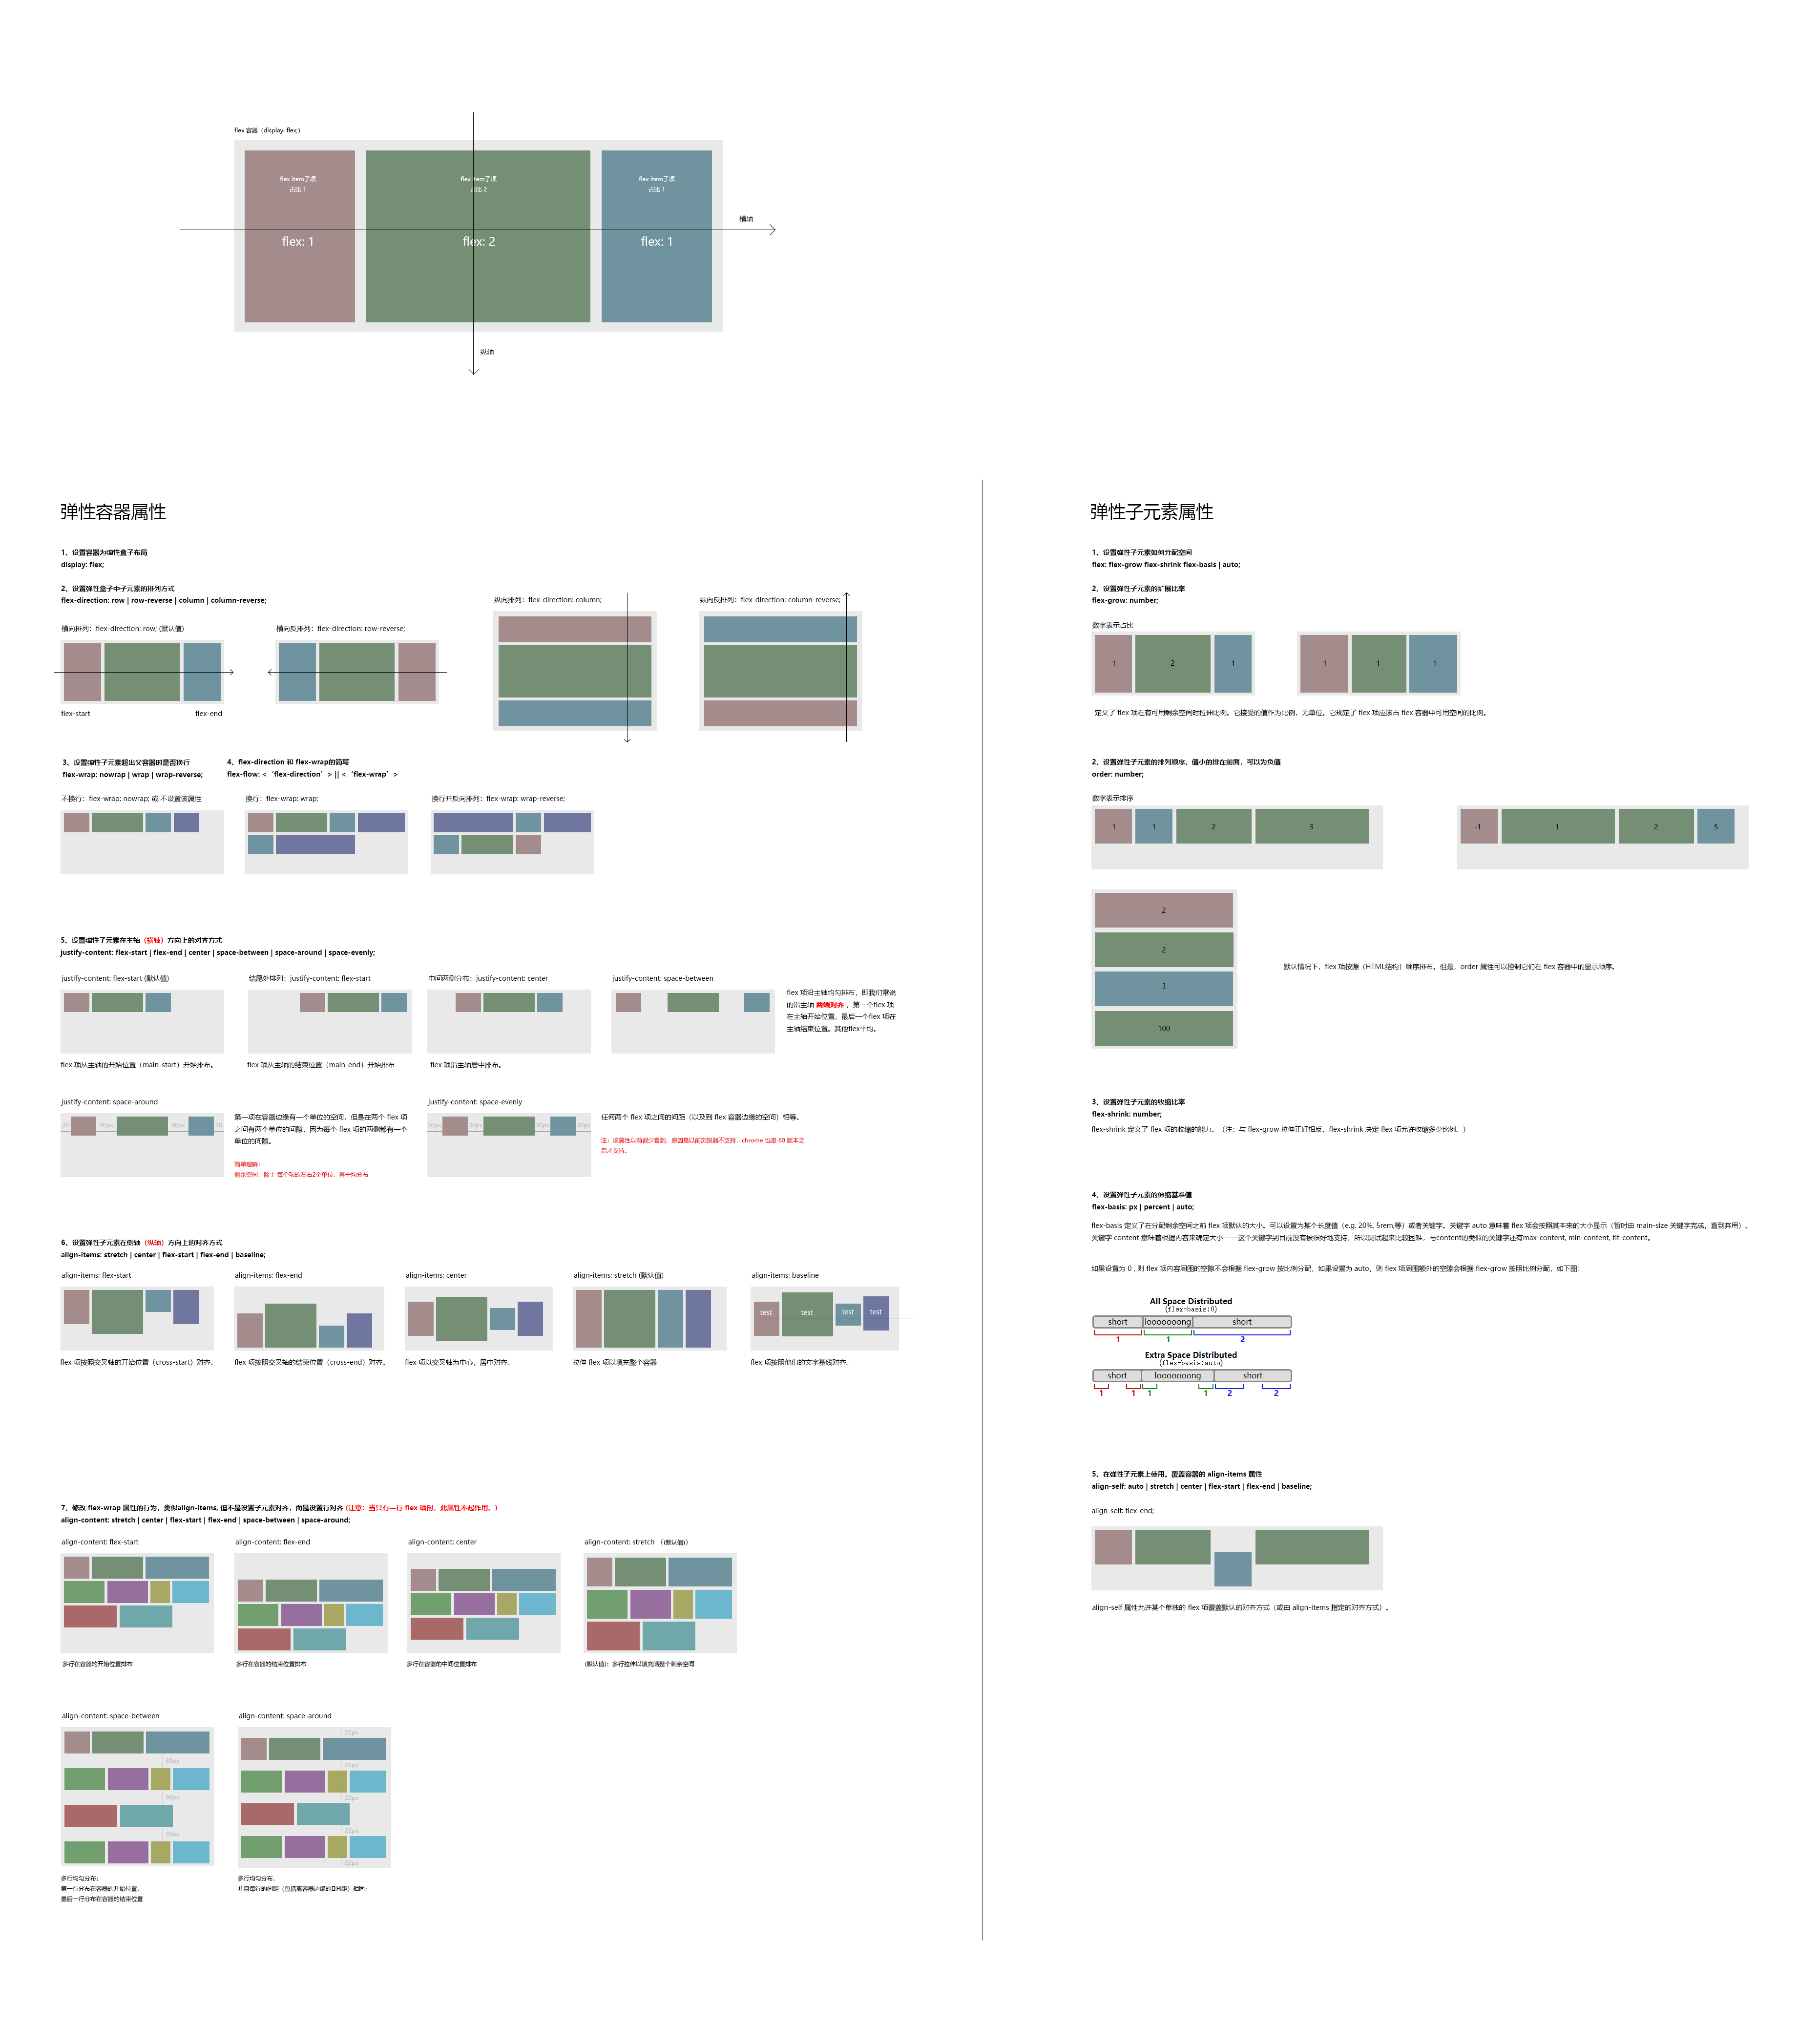 flex 容器（display: flex;）
flex item子项
占比 1
flex: 1
flex item子项
占比 2
flex: 2
flex item子项
占比 1
flex: 1
横轴
纵轴
弹性容器属性
1、设置容器为弹性盒子布局
display: flex;
2、设置弹性盒子中子元素的排列方式
flex-direction: row | row-reverse | column | column-reverse;
横向排列：flex-direction: row; (默认值)
flex-start
flex-end
横向反排列：flex-direction: row-reverse;
纵向排列：flex-direction: column;
纵向反排列：flex-direction: column-reverse;
3、设置弹性子元素超出父容器时是否换行
flex-wrap: nowrap | wrap | wrap-reverse;
4、flex-direction 和 flex-wrap的简写
flex-flow: <‘flex-direction’> || <‘flex-wrap’>
不换行：flex-wrap: nowrap; 或 不设置该属性
换行：flex-wrap: wrap;
换行并反向排列：flex-wrap: wrap-reverse;
5、设置弹性子元素在主轴（横轴）方向上的对齐方式
justify-content: flex-start | flex-end | center | space-between | space-around | space-evenly;
justify-content: flex-start (默认值)
flex 项从主轴的开始位置（main-start）开始排布。
结尾处排列：justify-content: flex-start
flex 项从主轴的结束位置（main-end）开始排布
中间两侧分布：justify-content: center
flex 项沿主轴居中排布。
justify-content: space-between
flex 项沿主轴均匀排布，即我们常说
的沿主轴 两端对齐 ，第一个flex 项
在主轴开始位置，最后一个flex 项在
主轴结束位置。其他flex平均。
justify-content: space-around
20
40px
40px
20
第一项在容器边缘有一个单位的空间，但是在两个 flex 项
之间有两个单位的间隙，因为每个 flex 项的两侧都有一个
单位的间隙。
简单理解：
剩余空间，除于 每个项的左右2个单位，再平均分布
justify-content: space-evenly
30px
30px
30px
30px
任何两个 flex 项之间的间距（以及到 flex 容器边缘的空间）相等。
注：该属性以前很少看到，原因是以前浏览器不支持，chrome 也是 60 版本之
后才支持。
6、设置弹性子元素在侧轴（纵轴）方向上的对齐方式
align-items: stretch | center | flex-start | flex-end | baseline;
align-items: flex-start
flex 项按照交叉轴的开始位置（cross-start）对齐。
align-items: flex-end
flex 项按照交叉轴的结束位置（cross-end）对齐。
align-items: center
flex 项以交叉轴为中心，居中对齐。
align-items: stretch (默认值)
拉伸 flex 项以填充整个容器
align-items: baseline
test
test
test
test
flex 项按照他们的文字基线对齐。
7、修改 flex-wrap 属性的行为，类似align-items, 但不是设置子元素对齐，而是设置行对齐 (注意：当只有一行 flex 项时，此属性不起作用。)
align-content: stretch | center | flex-start | flex-end | space-between | space-around;
align-content: flex-start
多行在容器的开始位置排布
align-content: flex-end
多行在容器的结束位置排布
align-content: center
多行在容器的中间位置排布
align-content: stretch （(默认值)）
(默认值)：多行拉伸以填充满整个剩余空间
align-content: space-between
30px
30px
30px
多行均匀分布；
第一行分布在容器的开始位置，
最后一行分布在容器的结束位置
align-content: space-around
22px
22px
22px
22px
22px
多行均匀分布，
并且每行的间距（包括离容器边缘的间距）相同；
弹性子元素属性
1、设置弹性子元素如何分配空间
flex: flex-grow flex-shrink flex-basis | auto;
2、设置弹性子元素的扩展比率
flex-grow: number;
数字表示占比
1
2
1
1
1
1
定义了 flex 项在有可用剩余空间时拉伸比例。它接受的值作为比例，无单位。它规定了 flex 项应该占 flex 容器中可用空间的比例。
2、设置弹性子元素的排列顺序，值小的排在前面，可以为负值
order: number;
数字表示排序
1
1
2
3
-1
1
2
5
2
2
3
100
默认情况下，flex 项按源（HTML结构）顺序排布。但是，order 属性可以控制它们在 flex 容器中的显示顺序。
3、设置弹性子元素的收缩比率
flex-shrink: number;
flex-shrink 定义了 flex 项的收缩的能力。（注：与 flex-grow 拉伸正好相反，flex-shrink 决定 flex 项允许收缩多少比例。）
4、设置弹性子元素的伸缩基准值
flex-basis: px | percent | auto;
flex-basis 定义了在分配剩余空间之前 flex 项默认的大小。可以设置为某个长度值（e.g. 20%, 5rem,等）或者关键字。关键字 auto 意味着 flex 项会按照其本来的大小显示（暂时由 main-size 关键字完成，直到弃用）。
关键字 content 意味着根据内容来确定大小——这个关键字到目前没有被很好地支持，所以测试起来比较困难，与content的类似的关键字还有max-content, min-content, fit-content。
如果设置为 0 , 则 flex 项内容周围的空隙不会根据 flex-grow 按比例分配，如果设置为 auto，则 flex 项周围额外的空隙会根据 flex-grow 按照比例分配，如下图：
All Space Distributed
(flex-basis:0)
short
looooooong
short
1
1
2
Extra Space Distributed
(flex-basis:auto)
short
looooooong
short
1
1
1
1
2
2
5、在弹性子元素上使用，覆盖容器的 align-items 属性
align-self: auto | stretch | center | flex-start | flex-end | baseline;
align-self: flex-end;
align-self 属性允许某个单独的 flex 项覆盖默认的对齐方式（或由 align-items 指定的对齐方式）。